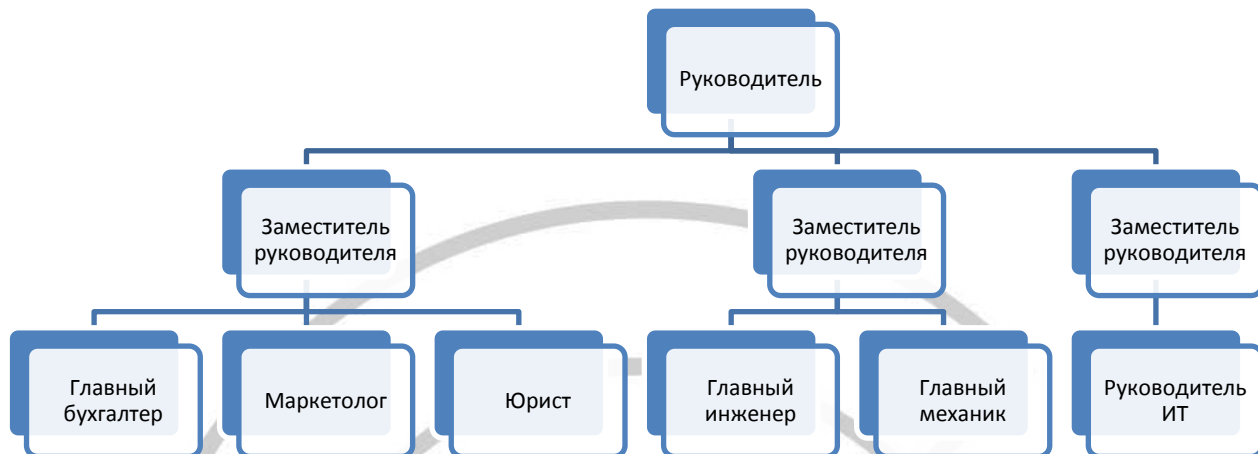 Руководитель
Заместитель
руководителя
Заместитель
руководителя
Заместитель
руководителя
Главный
бухгалтер
Маркетолог
Юрист
Главный
инженер
Главный
механик
Руководитель
ИТ